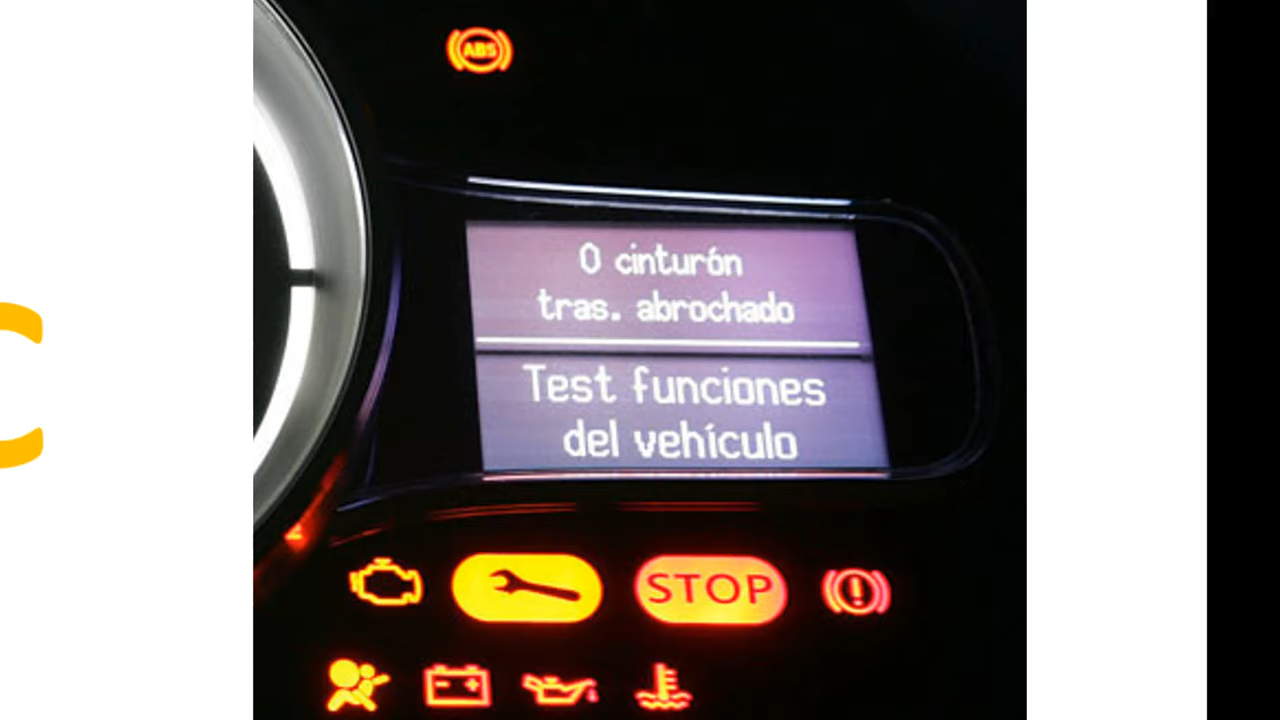 ABS
0 cinturón
tras. abrochado
Test funciones
del vehículo
STOP